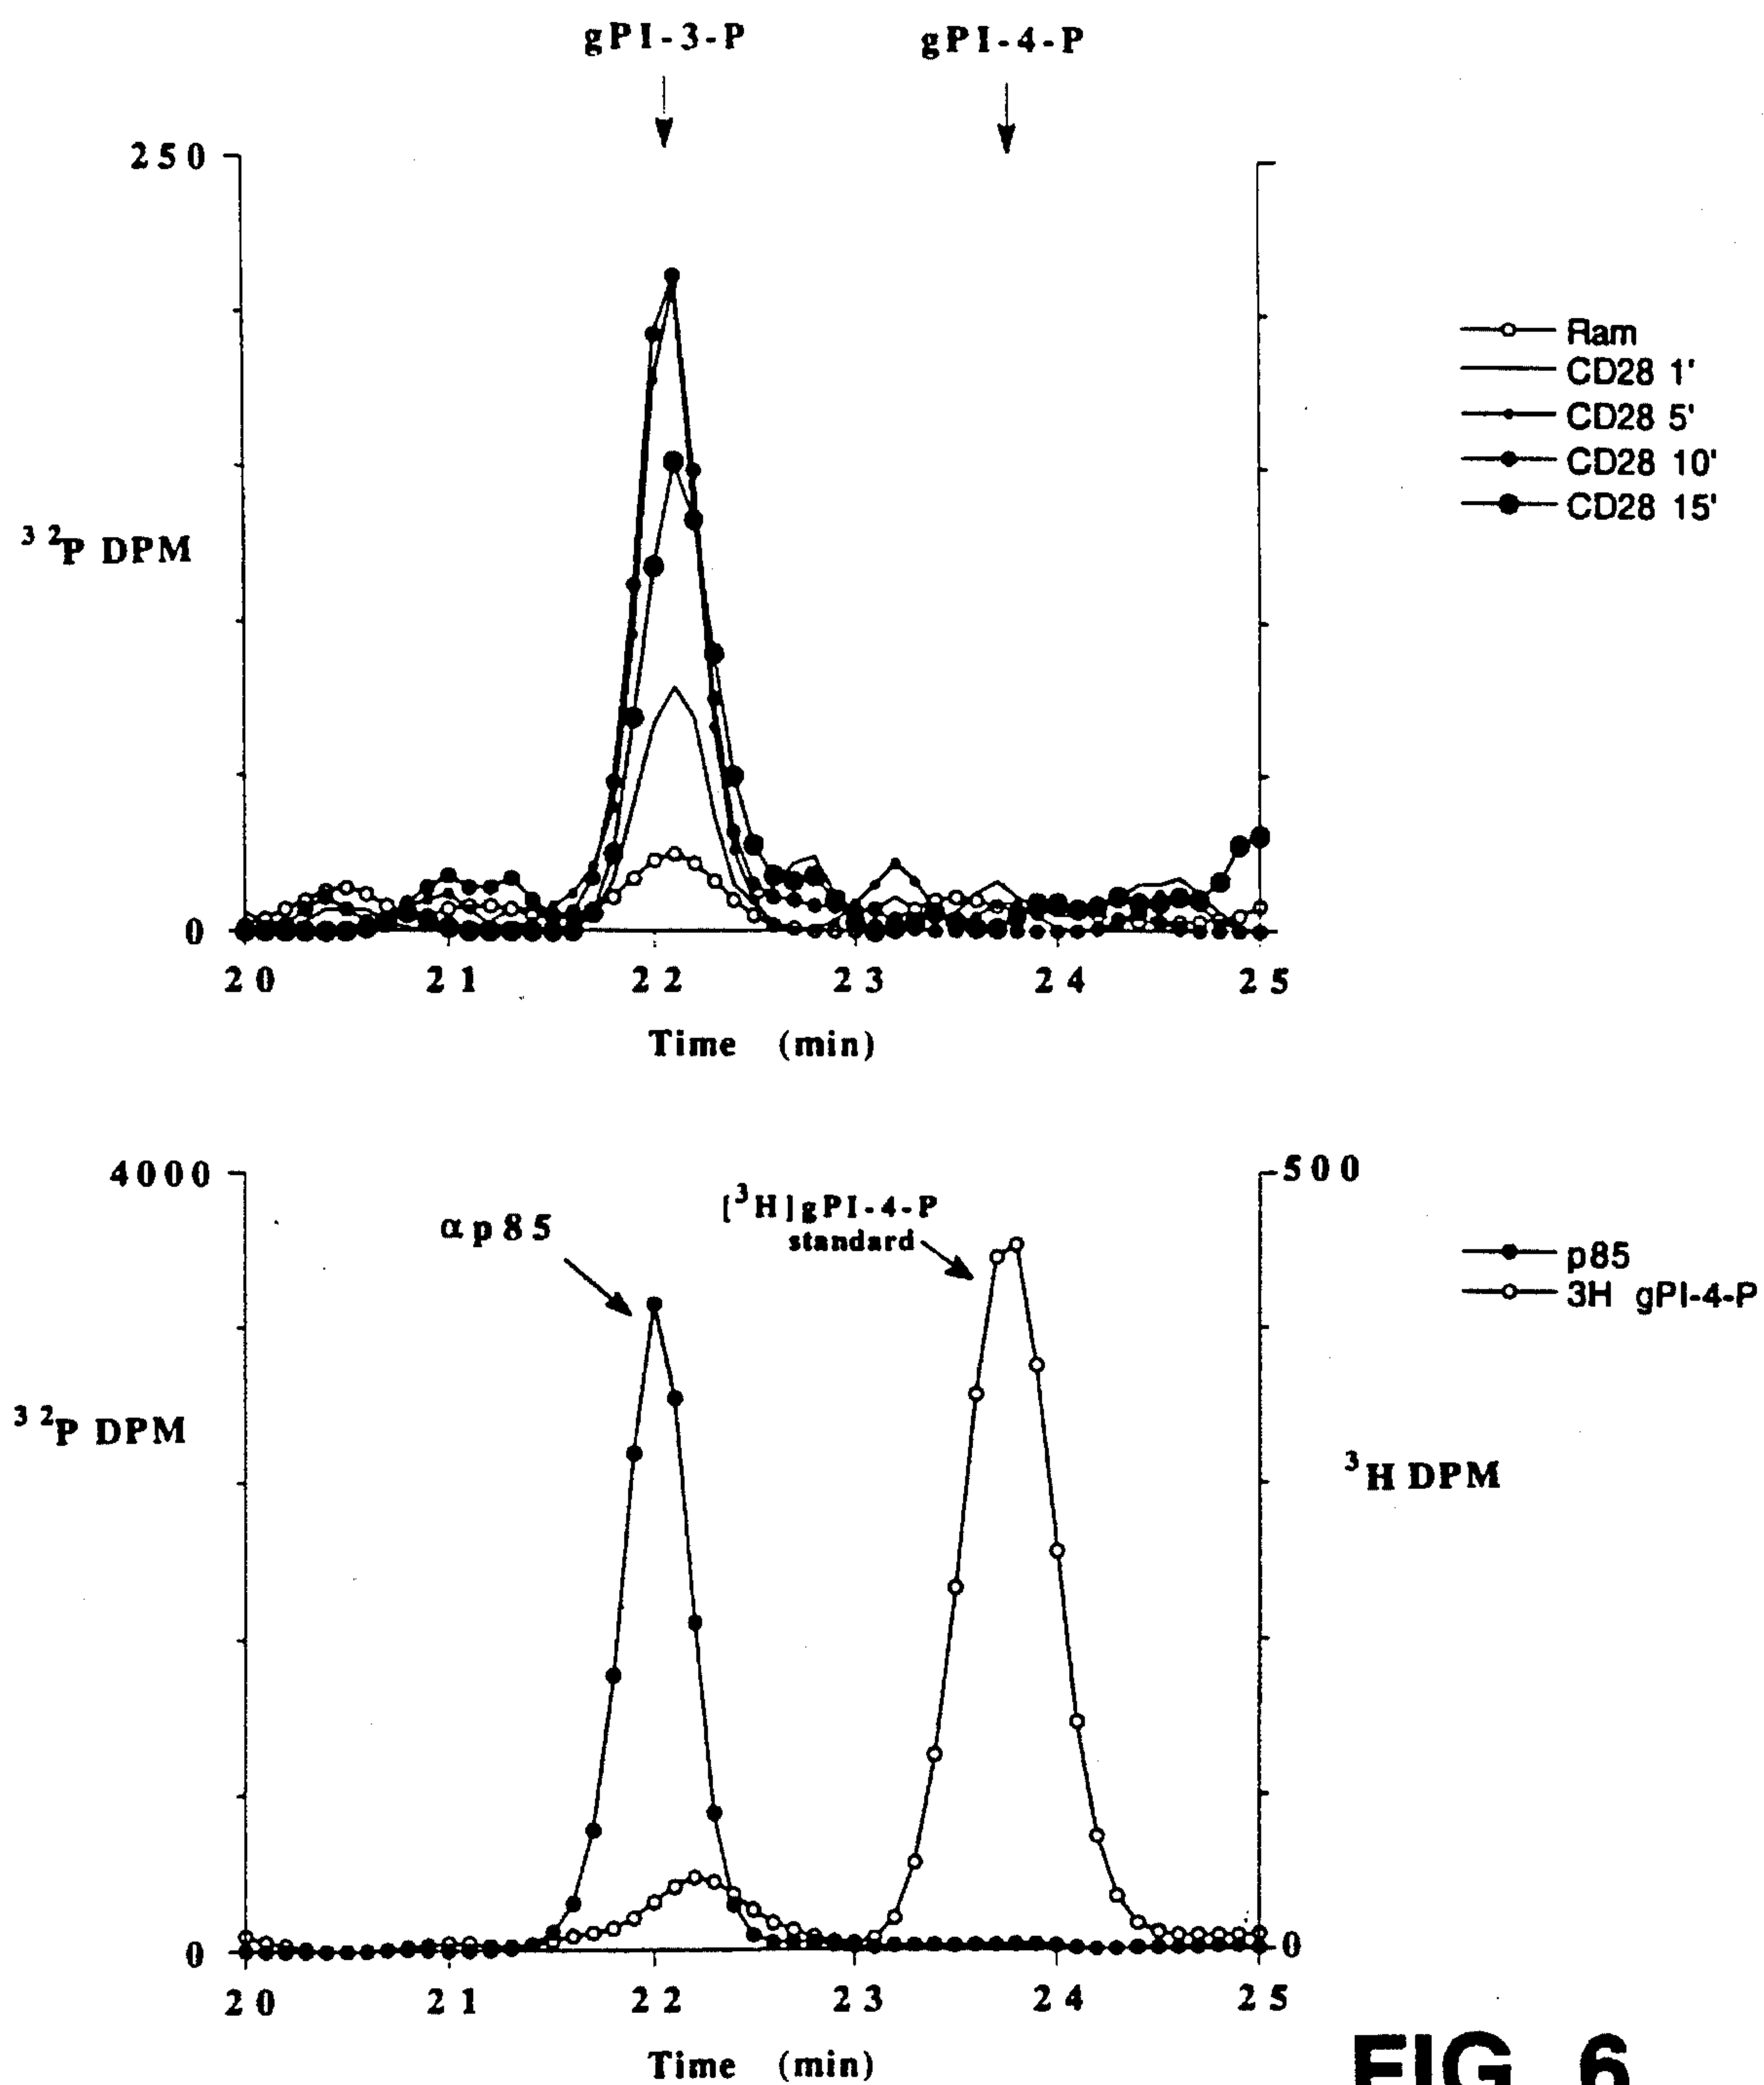 gPI-3-P gPI-4-P
250
Ram
CD28 1'
CD28 5'
CD28 10'
CD28 15'
³²P DPM
0
20 21 22 23 24 25
Time (min)
4000
500
αp85
[³H]gPI-4-P
standard
p85
3H gPI-4-P
³²P DPM
³H DPM
0
0
20 21 22 23 24 25
Time (min)
FIG 6